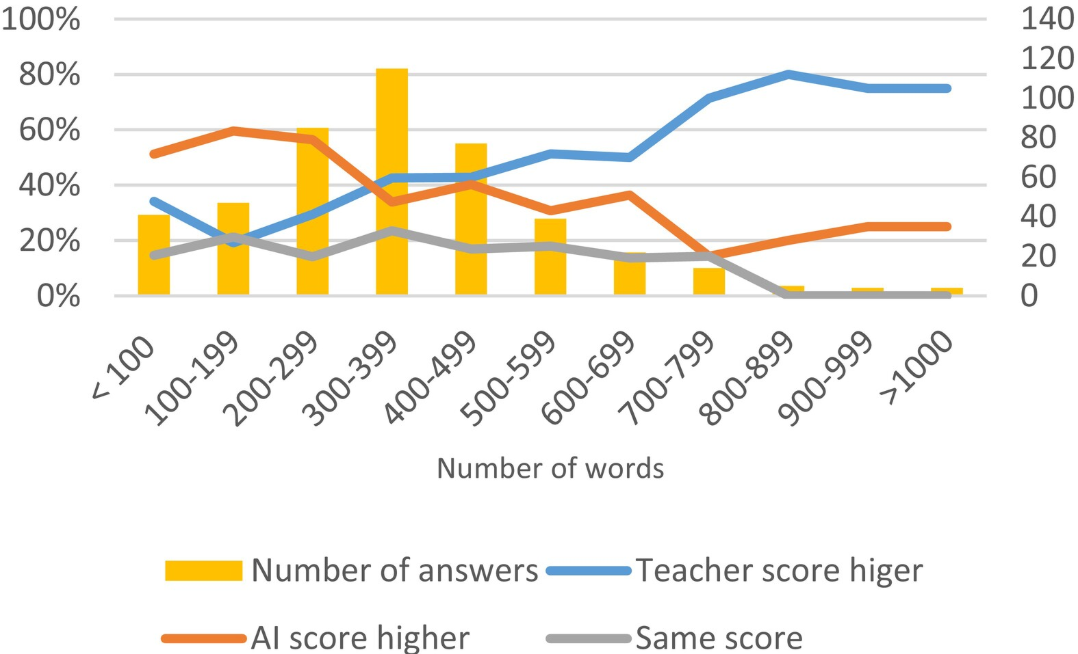 100% 140
120
80% 100
60% 80
40% 60
40
20% 20
0% 0
< 100 100-199 200-299 300-399 400-499 500-599 600-699 700-799 800-899 900-999 >1000
Number of words
Number of answers Teacher score higer
AI score higher Same score